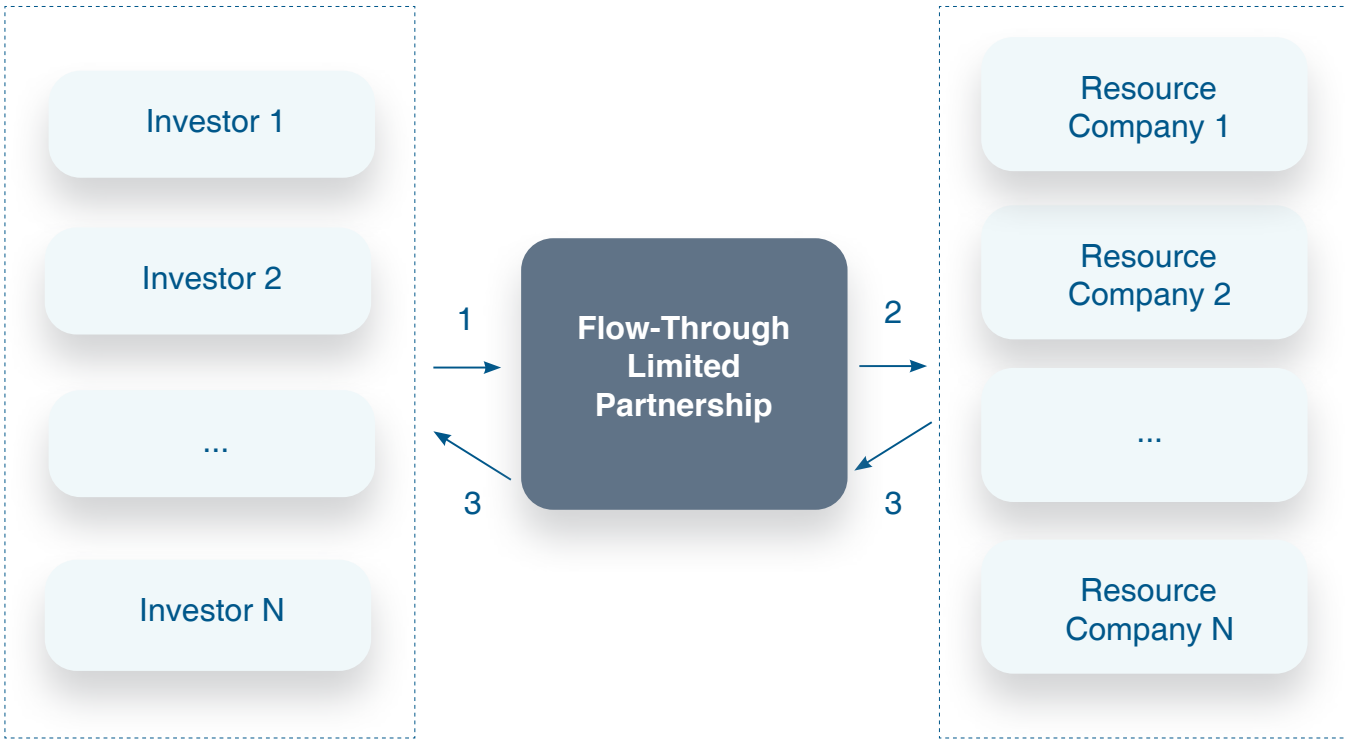 Investor 1
Investor 2
...
Investor N
1
3
Flow-Through
Limited
Partnership
2
3
Resource
Company 1
Resource
Company 2
...
Resource
Company N